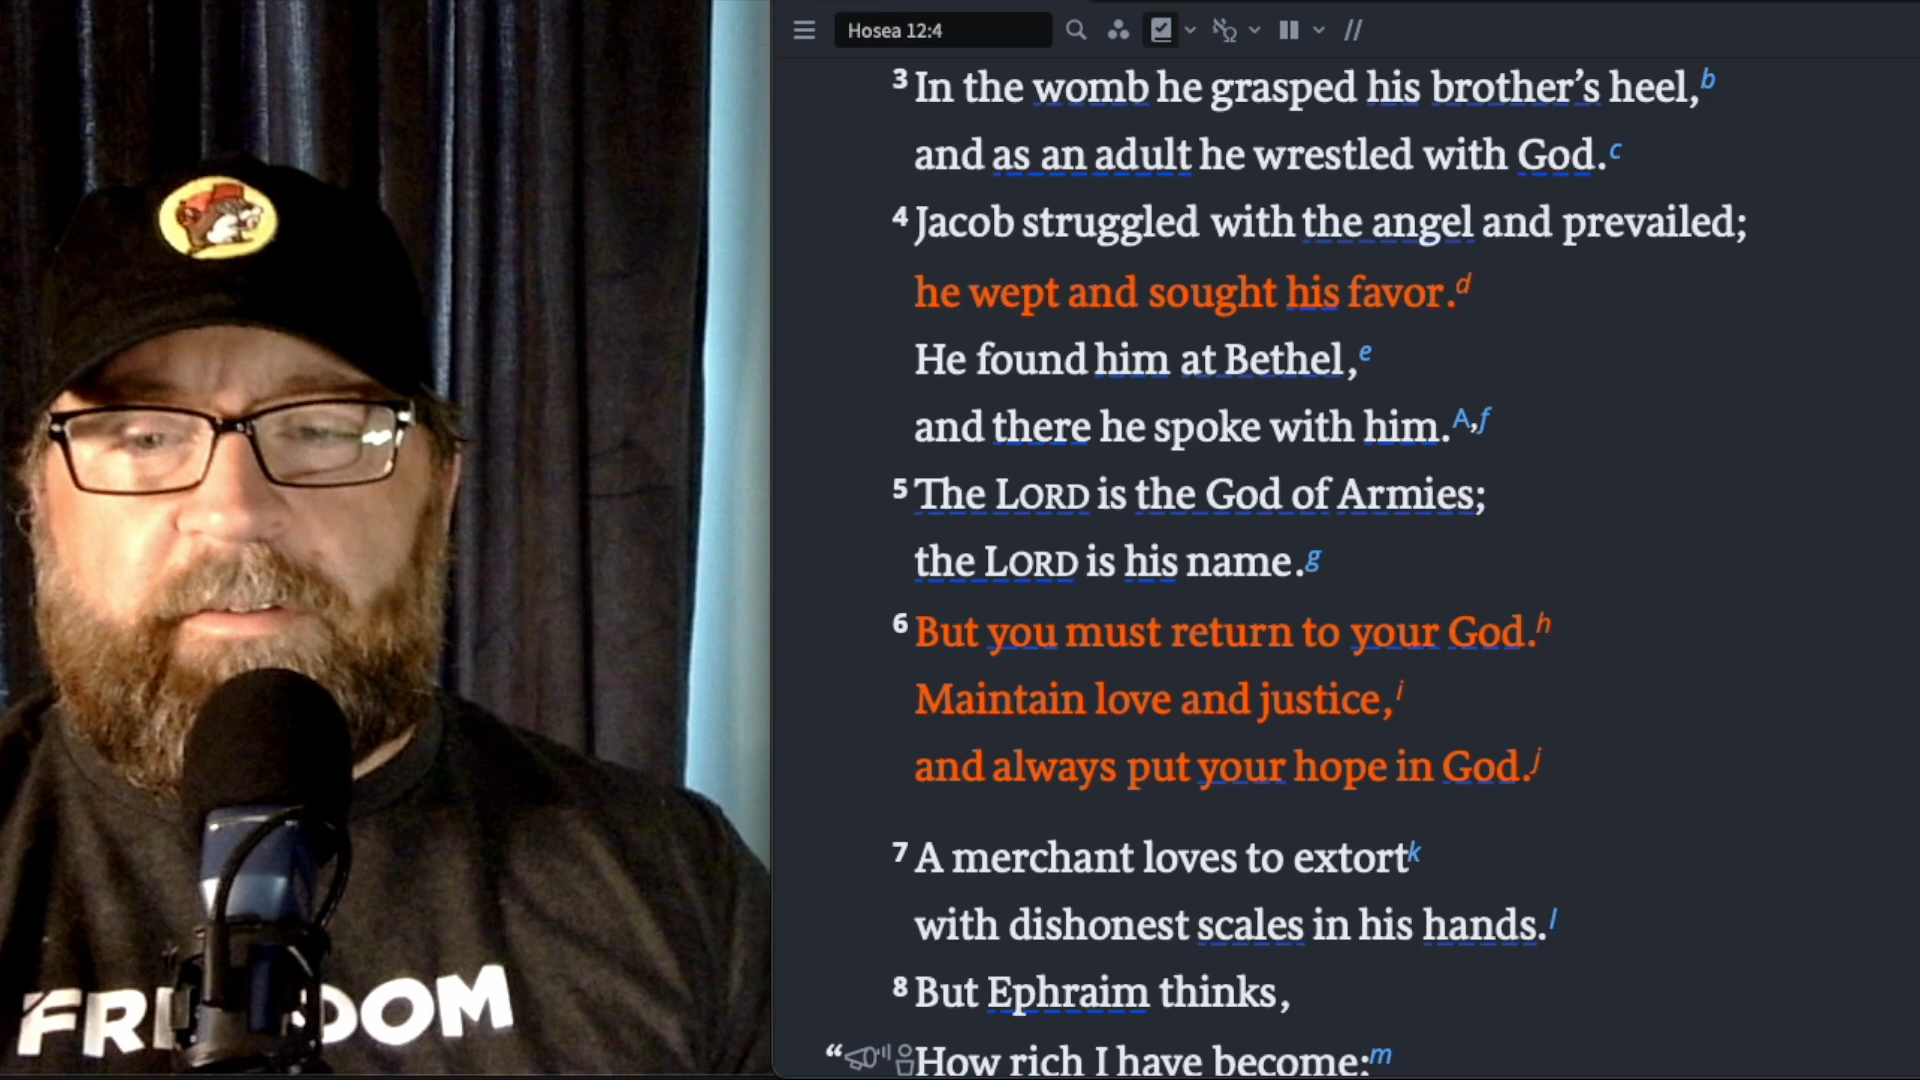 Hosea 12:4
3 In the womb he grasped his brother's heel,b
and as an adult he wrestled with God.c
4 Jacob struggled with the angel and prevailed;
he wept and sought his favor.d
He found him at Bethel,e
and there he spoke with him.A,f
5 The LORD is the God of Armies;
the LORD is his name.g
6 But you must return to your God.h
Maintain love and justice,i
and always put your hope in God.j
7 A merchant loves to extortk
with dishonest scales in his hands.l
8 But Ephraim thinks,
“How rich I have become;m